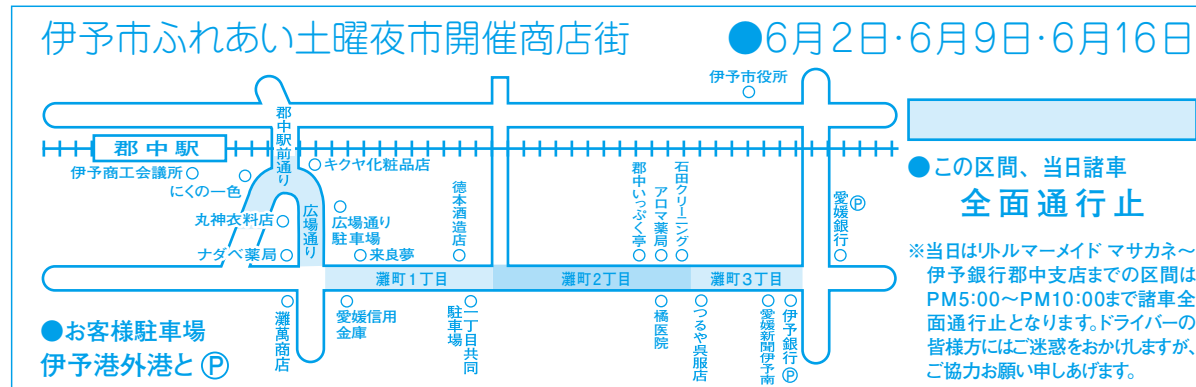 伊予市ふれあい土曜夜市開催商店街
●6月2日・6月9日・6月16日
伊予市役所
郡中駅前通り
郡中駅
伊予商工会議所
にくの一色
キクヤ化粧品店
丸神衣料店
広場通り
広場通り
駐車場
ナダベ薬局
来良夢
徳本酒造店
郡中いっぷく亭
アロマ薬局
石田クリーニング
愛媛銀行 Ⓟ
灘町1丁目
灘町2丁目
灘町3丁目
灘萬商店
愛媛信用
金庫
一丁目共同
駐車場
橘医院
つるや呉服店
愛媛新聞伊予南
伊予銀行 Ⓟ
●お客様駐車場
伊予港外港と Ⓟ
●この区間、当日諸車
全面通行止
※当日はリトルマーメイド マサカネ〜
伊予銀行郡中支店までの区間は
PM5:00〜PM10:00まで諸車全
面通行止となります。ドライバーの
皆様方にはご迷惑をおかけしますが、
ご協力お願い申しあげます。